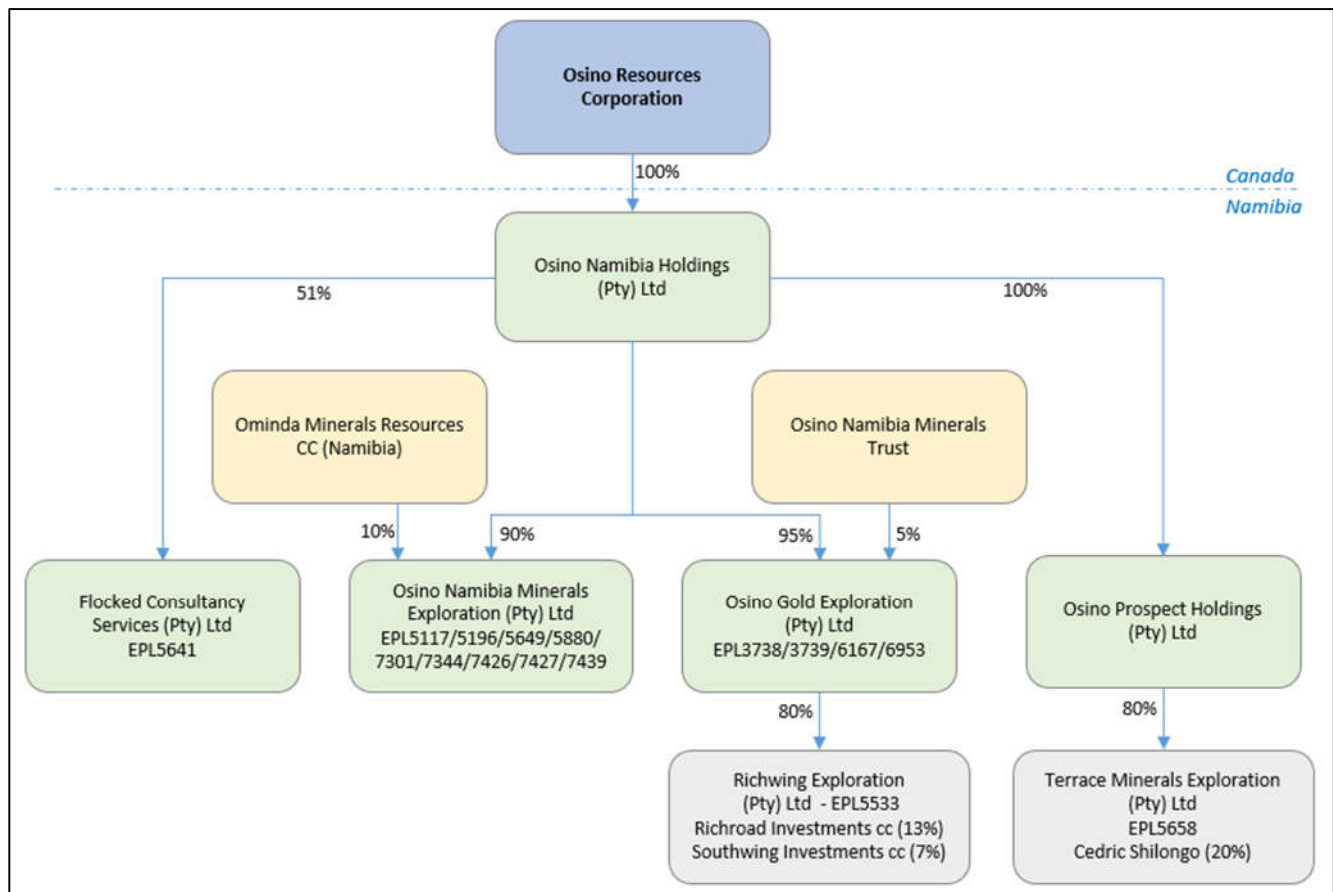 Osino Resources
Corporation
100%
Canada
Namibia
Osino Namibia Holdings
(Pty) Ltd
51%
100%
Ominda Minerals Resources
CC (Namibia)
Osino Namibia Minerals
Trust
10%
90%
95%
5%
Flocked Consultancy
Services (Pty) Ltd
EPL5641
Osino Namibia Minerals
Exploration (Pty) Ltd
EPL5117/5196/5649/5880/
7301/7344/7426/7427/7439
Osino Gold Exploration
(Pty) Ltd
EPL3738/3739/6167/6953
Osino Prospect Holdings
(Pty) Ltd
80%
80%
Richwing Exploration
(Pty) Ltd - EPL5533
Richroad Investments cc (13%)
Southwing Investments cc (7%)
Terrace Minerals Exploration
(Pty) Ltd
EPL5658
Cedric Shilongo (20%)